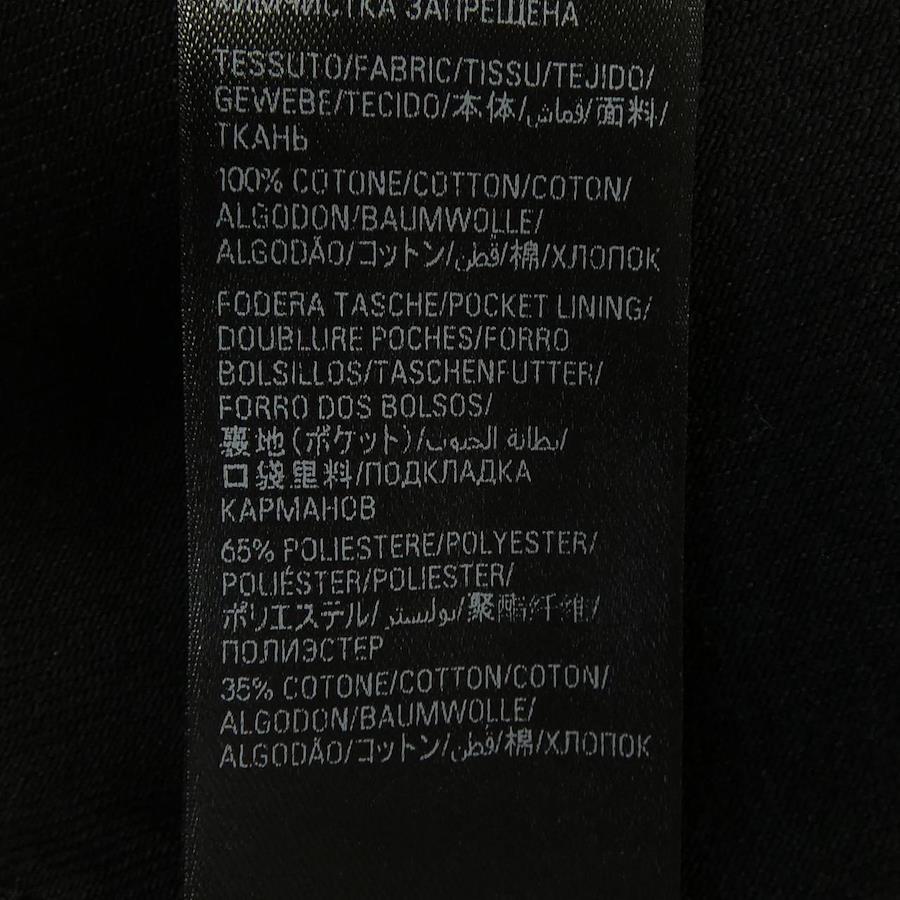 ХИМЧИСТКА ЗАПРЕЩЕНА
TESSUTO/FABRIC/TISSU/TEJIDO/
GEWEBE/TECIDO/本体/قماش/面料/
ТКАНЬ
100% COTONE/COTTON/COTON/
ALGODON/BAUMWOLLE/
ALGODÃO/コットン/قطن/棉/ХЛОПОК
FODERA TASCHE/POCKET LINING/
DOUBLURE POCHES/FORRO
BOLSILLOS/TASCHENFUTTER/
FORRO DOS BOLSOS/
裏地(ポケット)/بطانة الجيوب/
口袋里料/ПОДКЛАДКА
КАРМАНОВ
65% POLIESTERE/POLYESTER/
POLIÉSTER/POLIESTER/
ポリエステル/بوليستر/聚酯纤维/
ПОЛИЭСТЕР
35% COTONE/COTTON/COTON/
ALGODON/BAUMWOLLE/
ALGODÃO/コットン/قطن/棉/ХЛОПОК